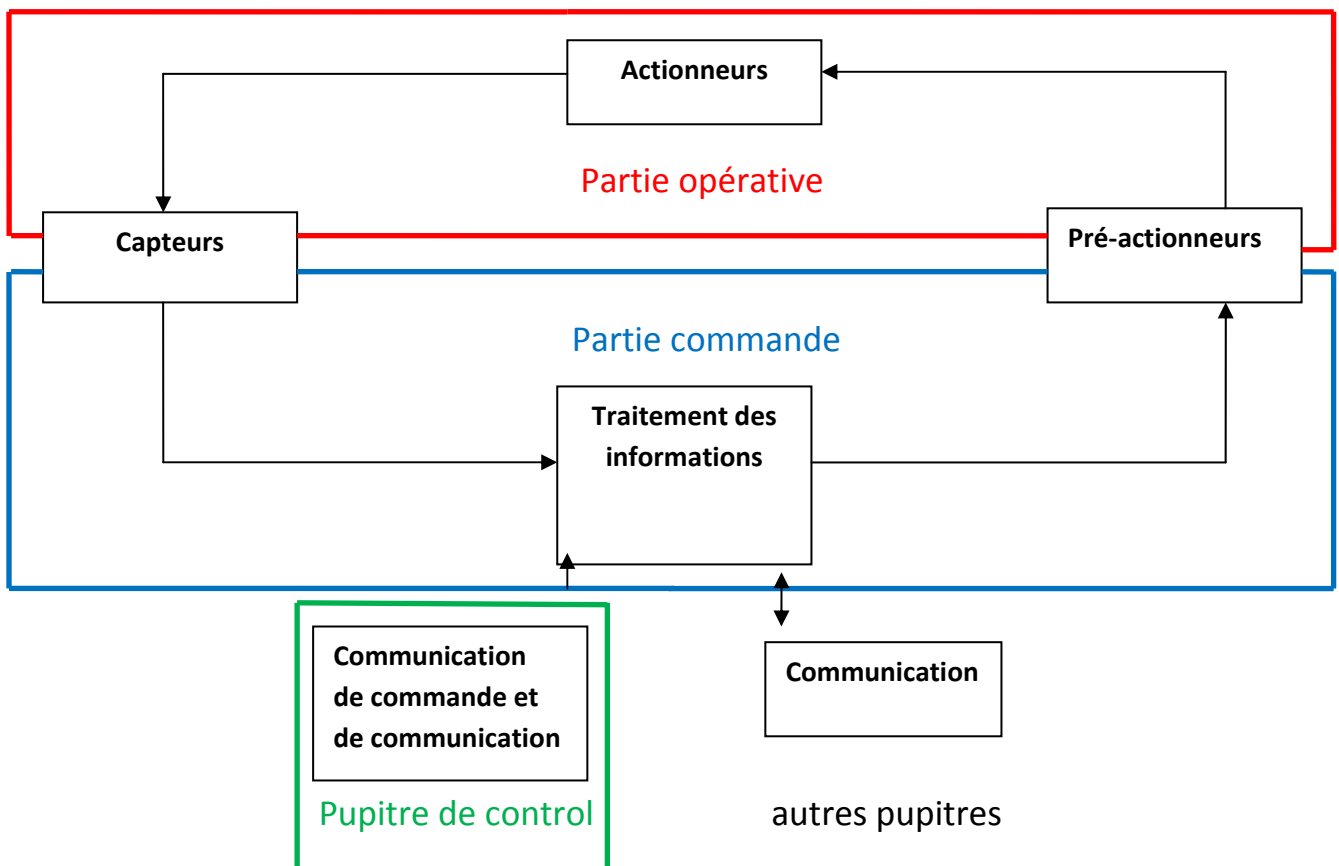 Actionneurs
Partie opérative
Capteurs
Pré-actionneurs
Partie commande
Traitement des
informations
Communication
de commande et
de communication
Communication
Pupitre de control
autres pupitres